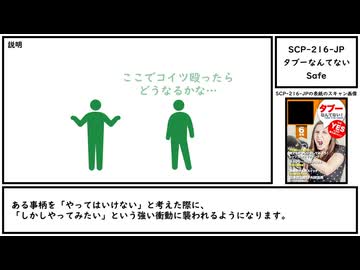 説明
ここでコイツ殴ったら
どうなるかな…
SCP-216-JP
タブーなんてない
Safe
SCP-216-JPの表紙のスキャン画像
タブー
なんてない!
YES
6
ある事柄を「やってはいけない」と考えた際に、
「しかしやってみたい」という強い衝動に襲われるようになります。